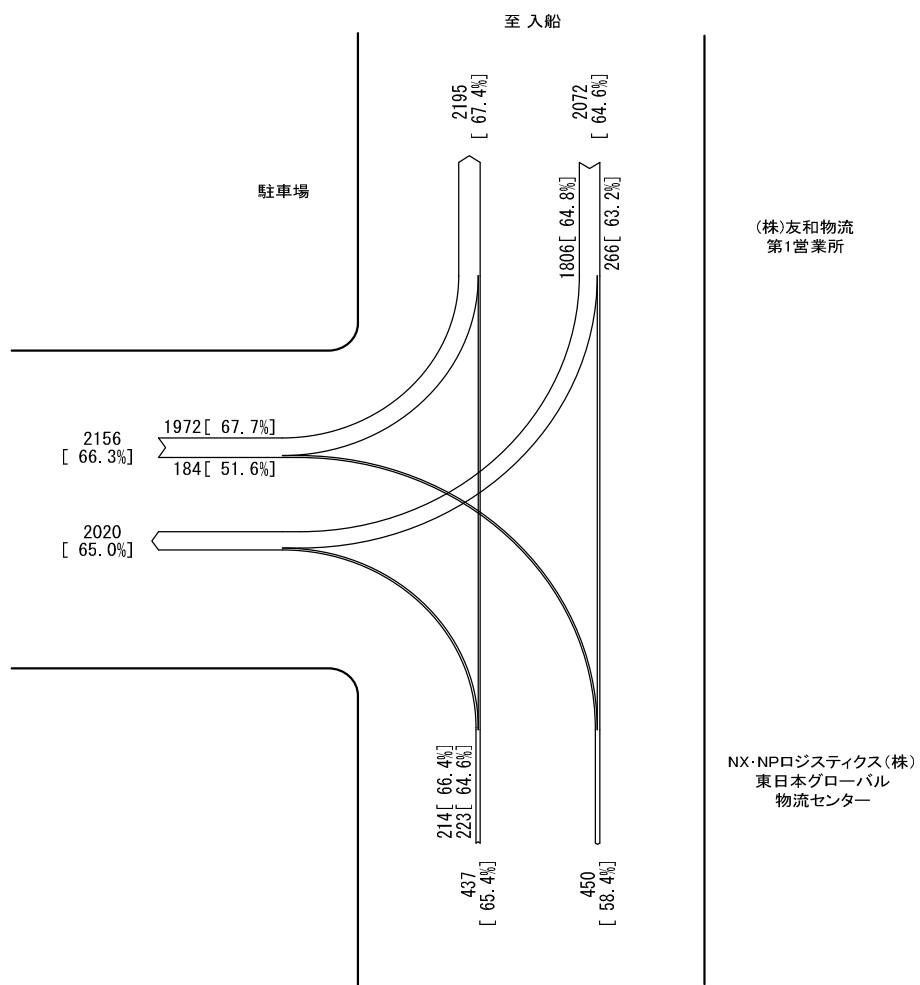 至 入船
2195
[ 67.4%]
2072
[ 64.6%]
駐車場
1806[ 64.8%]
266[ 63.2%]
(株)友和物流
第1営業所
1972[ 67.7%]
2156
[ 66.3%]
184[ 51.6%]
2020
[ 65.0%]
214[ 66.4%]
223[ 64.6%]
NX·NPロジスティクス(株)
東日本グローバル
物流センター
437
[ 65.4%]
450
[ 58.4%]